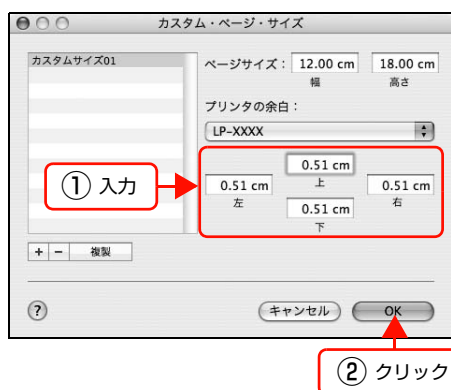 カスタム・ページ・サイズ
カスタムサイズ01
ページサイズ： 12.00 cm 18.00 cm
幅 高さ
プリンタの余白：
LP-XXXX
① 入力
0.51 cm
上
0.51 cm 0.51 cm
左 右
0.51 cm
下
+ − 複製
? キャンセル OK
② クリック